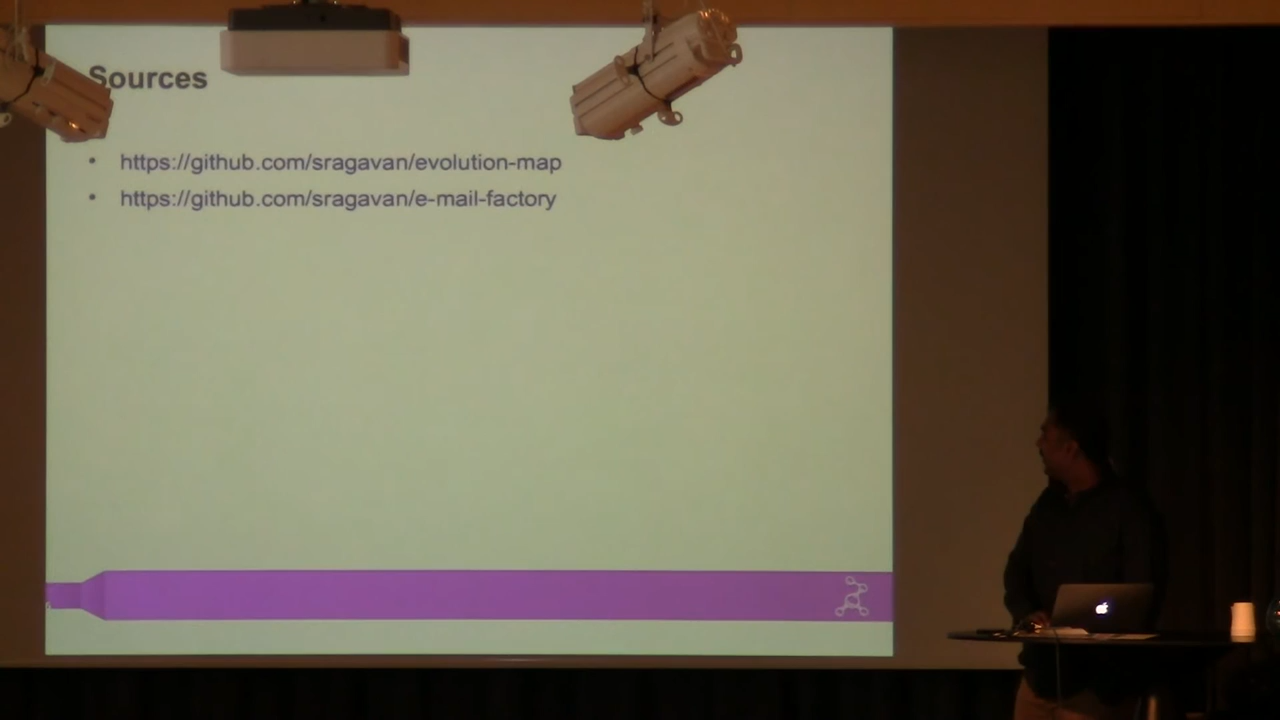 Sources
• https://github.com/sragavan/evolution-map
• https://github.com/sragavan/e-mail-factory